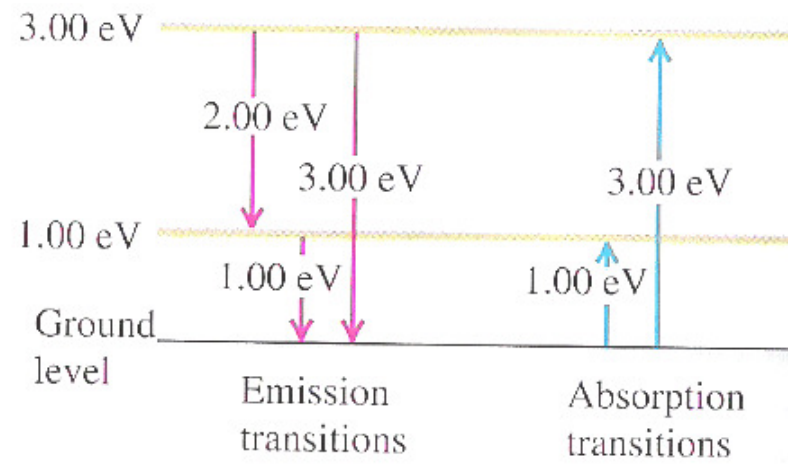 3.00 eV
2.00 eV
3.00 eV
3.00 eV
1.00 eV
1.00 eV
1.00 eV
Ground
level
Emission
transitions
Absorption
transitions